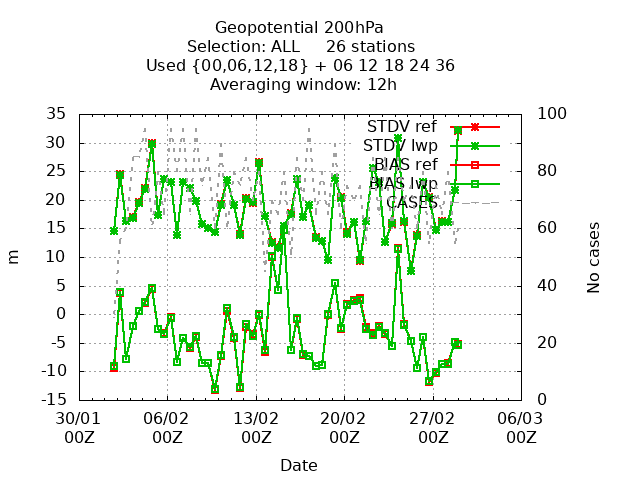 Geopotential 200hPa
Selection: ALL     26 stations
Used {00,06,12,18} + 06 12 18 24 36
Averaging window: 12h
35
30
25
20
15
10
5
0
-5
-10
-15
m
100
80
60
40
20
0
No cases
STDV ref
STDV lwp
BIAS ref
BIAS lwp
CASES
30/01 06/02 13/02 20/02 27/02 06/03
00Z 00Z 00Z 00Z 00Z 00Z
Date